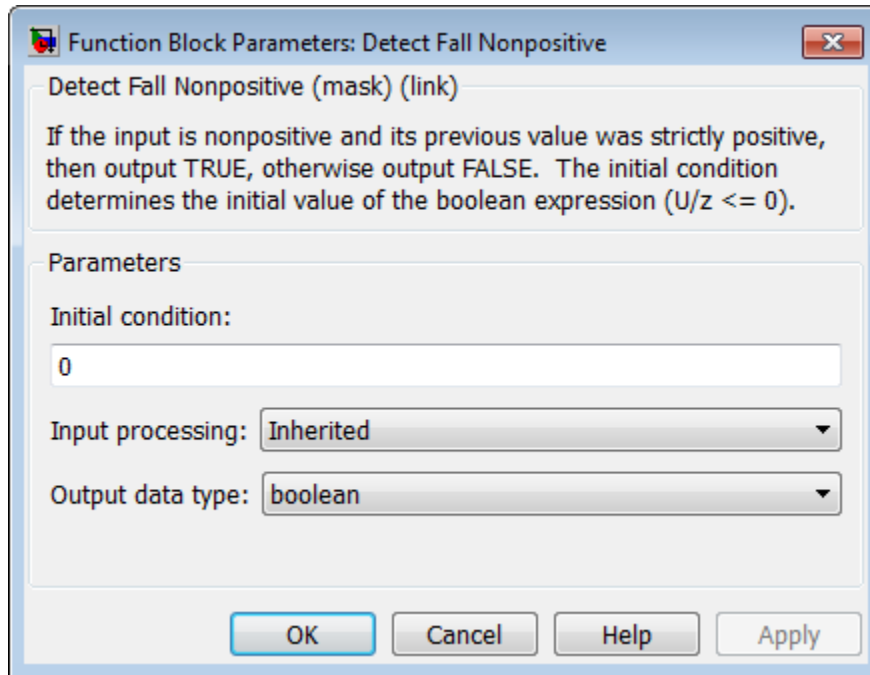 Function Block Parameters: Detect Fall Nonpositive
Detect Fall Nonpositive (mask) (link)
If the input is nonpositive and its previous value was strictly positive,
then output TRUE, otherwise output FALSE.  The initial condition
determines the initial value of the boolean expression (U/z <= 0).
Parameters
Initial condition:
0
Input processing: Inherited
Output data type: boolean
OK Cancel Help Apply